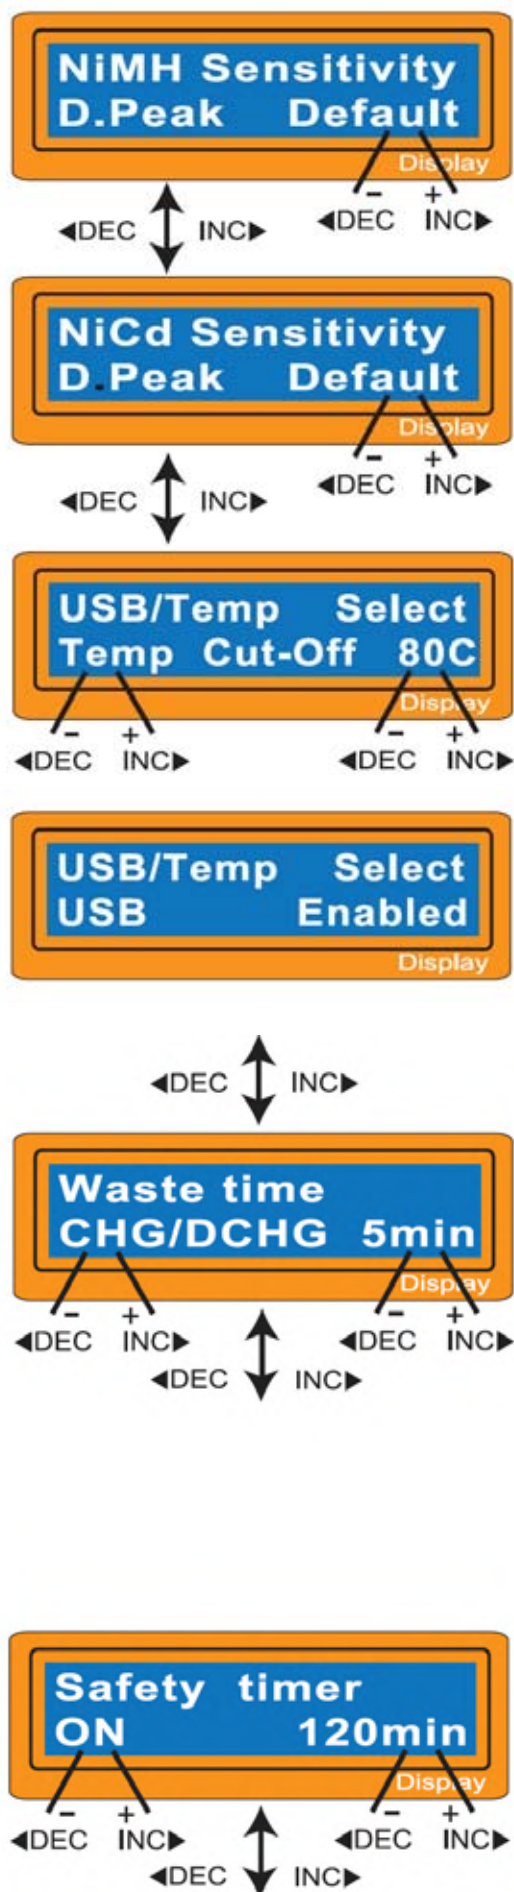 NiMH Sensitivity
D.Peak Default
Display
- +
◀DEC INC▶ ◀DEC INC▶
NiCd Sensitivity
D.Peak Default
Display
- +
◀DEC INC▶ ◀DEC INC▶
USB/Temp Select
Temp Cut-Off 80C
Display
- + - +
◀DEC INC▶ ◀DEC INC▶
USB/Temp Select
USB Enabled
Display
◀DEC INC▶
Waste time
CHG/DCHG 5min
Display
- + - +
◀DEC INC▶ ◀DEC INC▶
◀DEC INC▶
Safety timer
ON 120min
Display
- + - +
◀DEC INC▶ ◀DEC INC▶
◀DEC INC▶